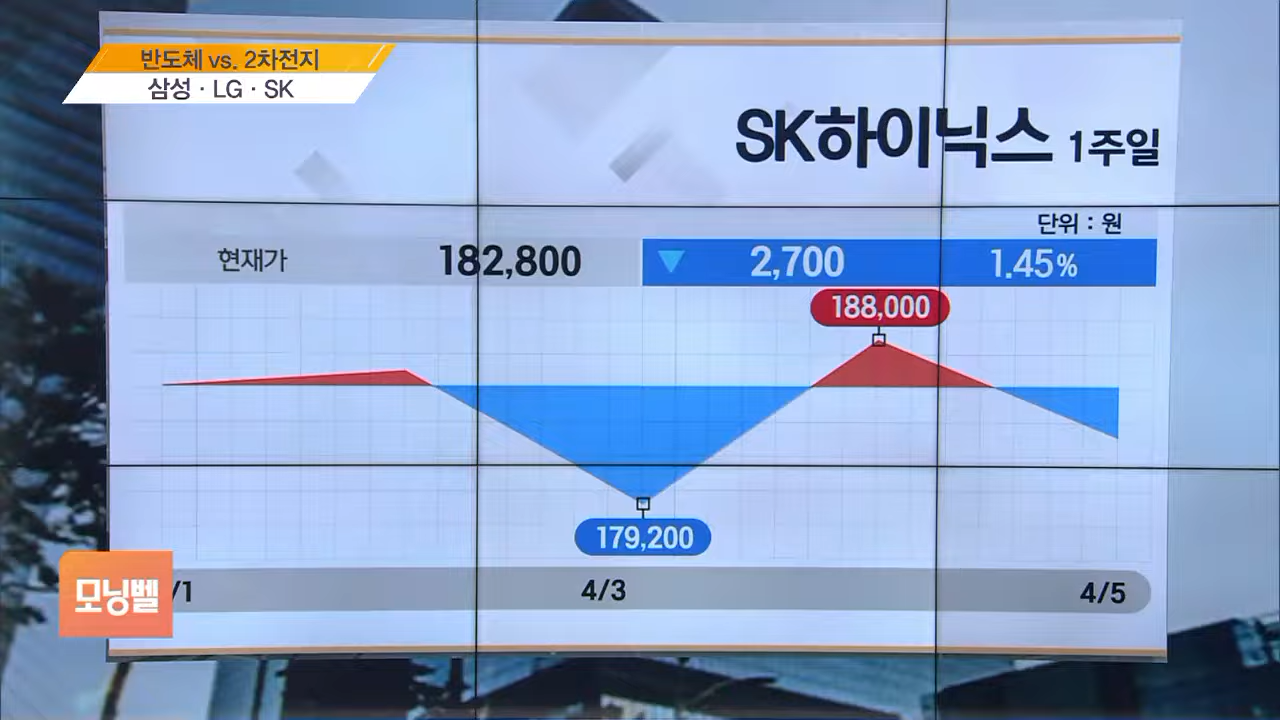 반도체 vs. 2차전지
삼성 · LG · SK
SK하이닉스 1주일
단위 : 원
현재가 182,800 ▼ 2,700 1.45%
188,000
179,200
/1 4/3 4/5
모닝벨